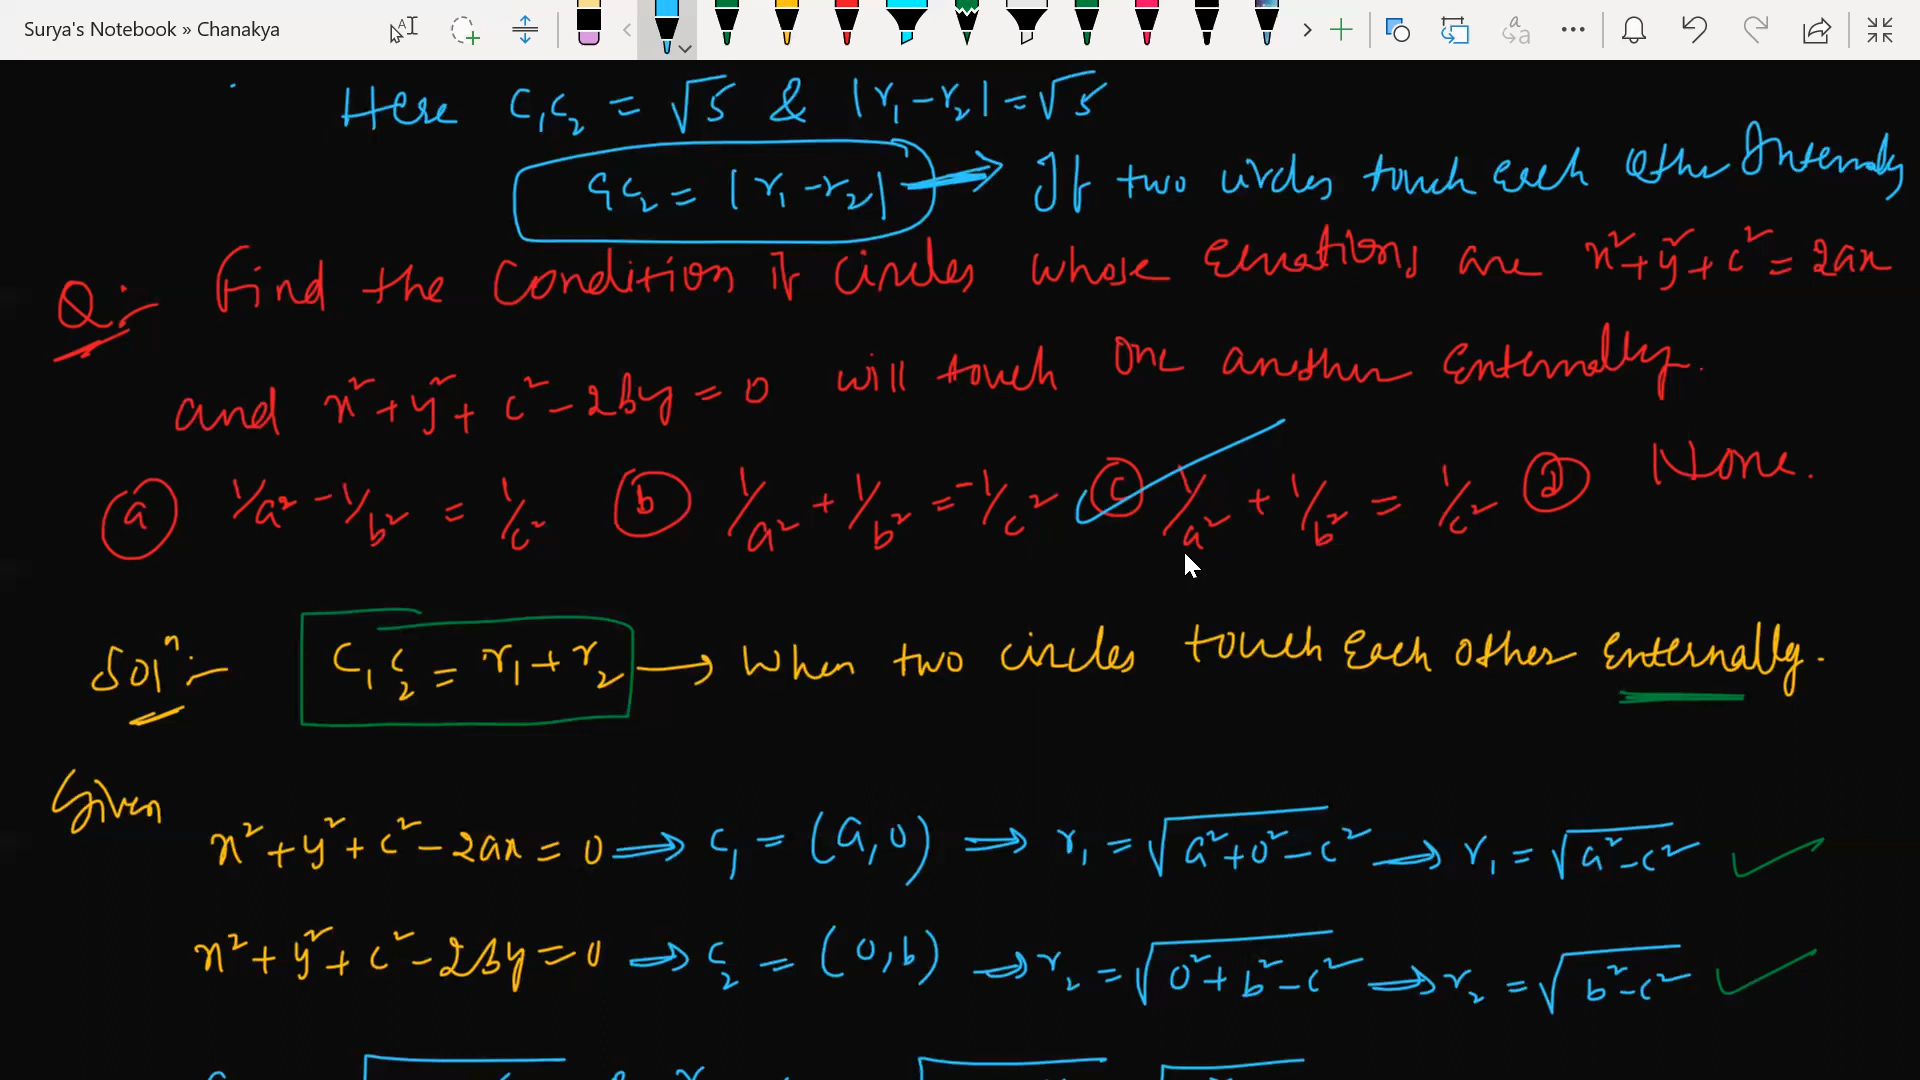 Surya's Notebook » Chanakya
Here C₁C₂ = √5 & |r₁-r₂| = √5
C₁C₂ = |r₁-r₂| → If two circles touch Each Other Internally
Q:- Find the Condition if Circles whose Equations are x²+y²+c² = 2ax
and x²+y²+c²-2by = 0 will touch One another Externally.
(a) 1/a² - 1/b² = 1/c² (b) 1/a² + 1/b² = -1/c² (c) 1/a² + 1/b² = 1/c² (d) None.
Solⁿ:- C₁C₂ = r₁+r₂ → When two circles touch Each other Externally.
Given
x²+y²+c²-2ax = 0 ⇒ C₁ = (a,0) ⇒ r₁ = √(a²+0²-c²) ⇒ r₁ = √(a²-c²)
x²+y²+c²-2by = 0 ⇒ C₂ = (0,b) ⇒ r₂ = √(0²+b²-c²) ⇒ r₂ = √(b²-c²)